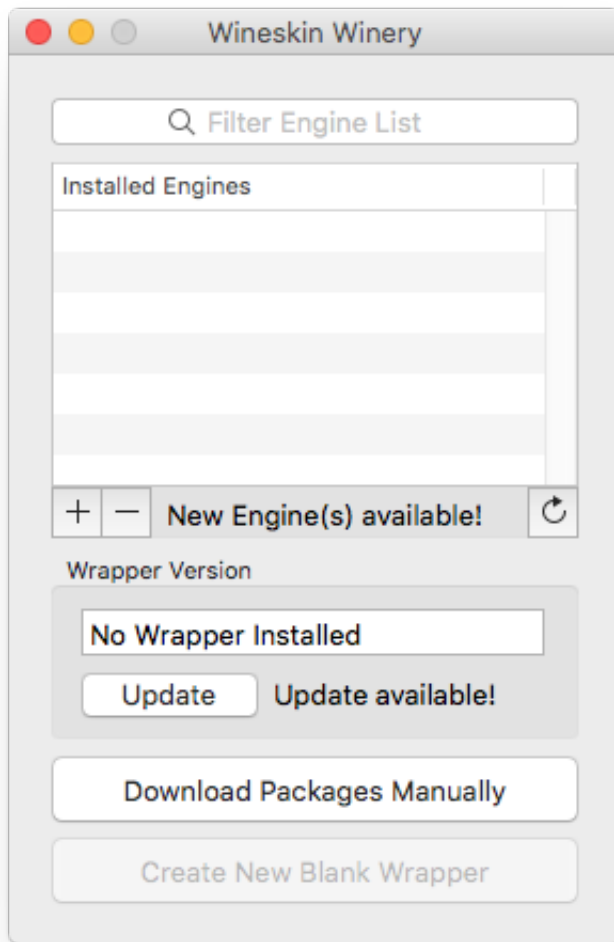 Wineskin Winery
Filter Engine List
Installed Engines
+ − New Engine(s) available!
Wrapper Version
No Wrapper Installed
Update Update available!
Download Packages Manually
Create New Blank Wrapper